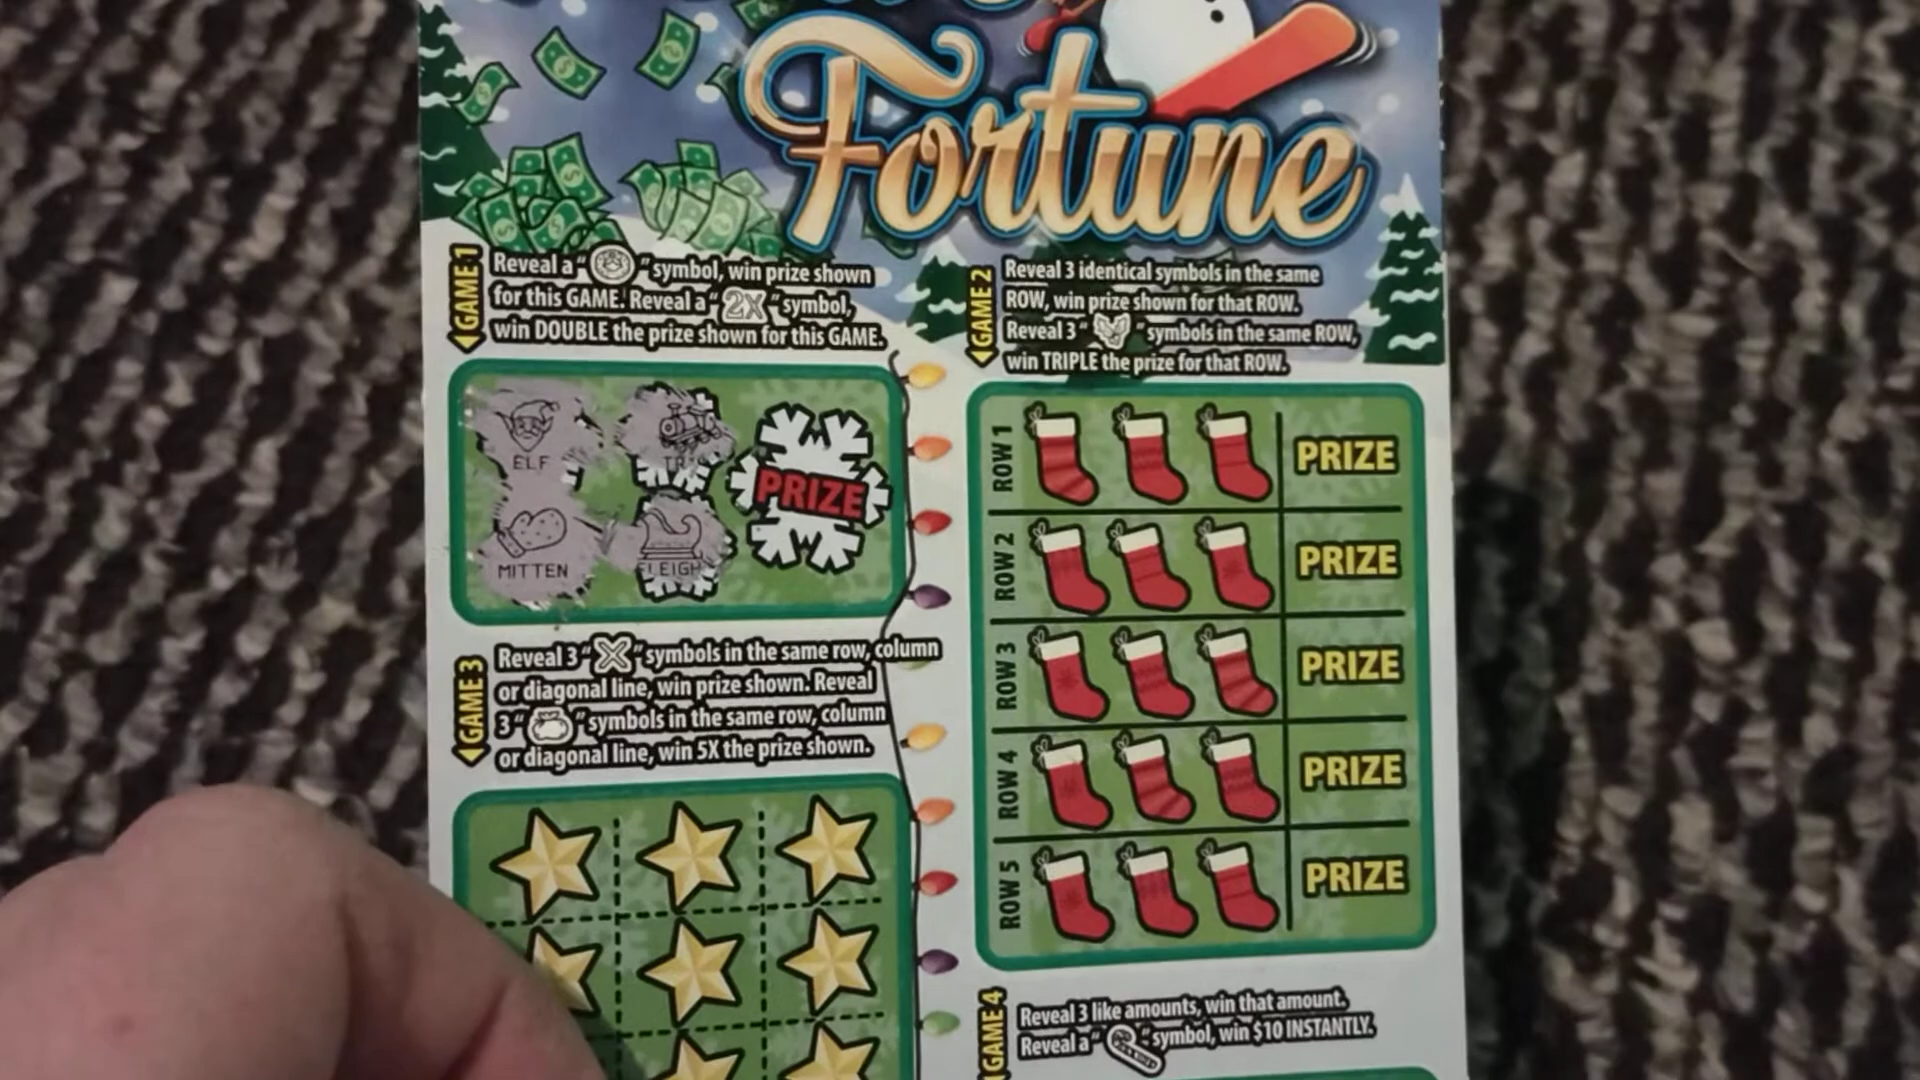 Fortune
GAME 1
Reveal a " " symbol, win prize shown
for this GAME. Reveal a " 2X " symbol,
win DOUBLE the prize shown for this GAME.
ELF
MITTEN
PRIZE
GAME 2
Reveal 3 identical symbols in the same
ROW, win prize shown for that ROW.
Reveal 3 " " symbols in the same ROW,
win TRIPLE the prize for that ROW.
ROW 1 PRIZE
ROW 2 PRIZE
ROW 3 PRIZE
ROW 4 PRIZE
ROW 5 PRIZE
GAME 3
Reveal 3 " " symbols in the same row, column
or diagonal line, win prize shown. Reveal
3 " " symbols in the same row, column
or diagonal line, win 5X the prize shown.
GAME 4
Reveal 3 like amounts, win that amount.
Reveal a " " symbol, win $10 INSTANTLY.